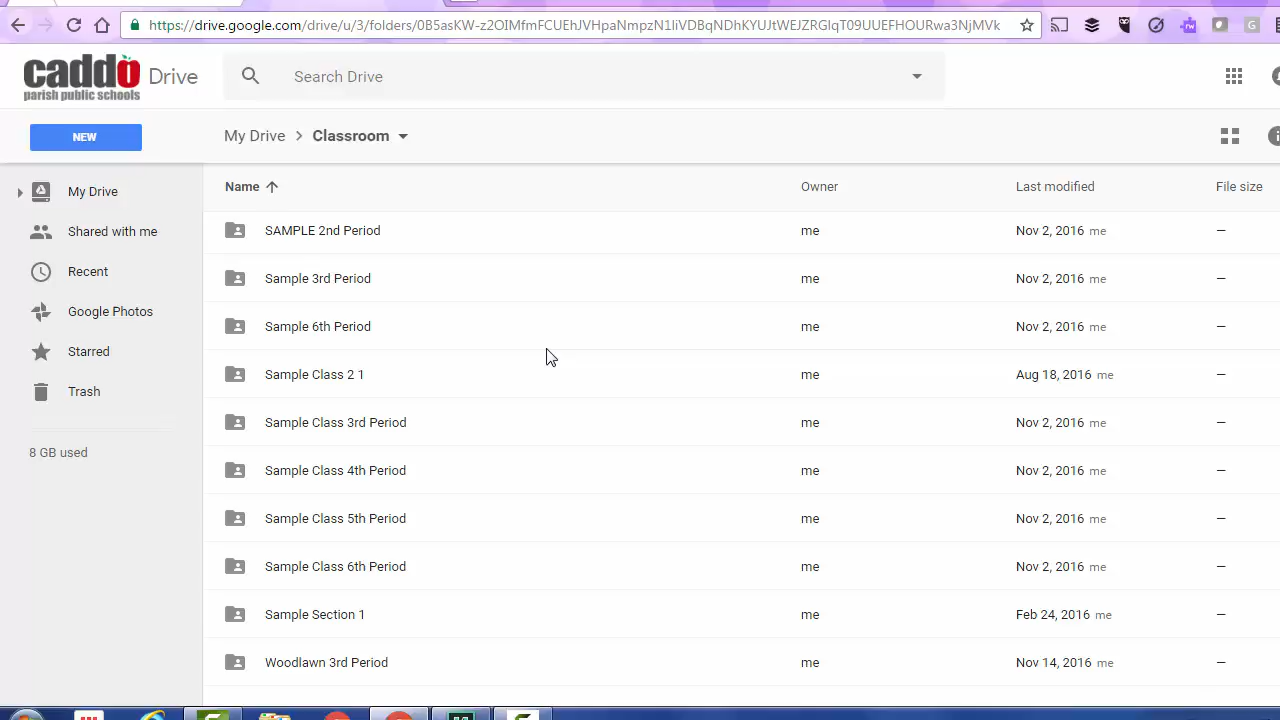 https://drive.google.com/drive/u/3/folders/0B5asKW-z2OIMfmFCUEhJVHpaNmpzN1liVDBqNDhKYUJtWEJZRGlqT09UUEFHOURwa3NjMVk
caddo
parish public schools
Drive
Search Drive
NEW
My Drive > Classroom
Name
Owner
Last modified
File size
My Drive
Shared with me
Recent
Google Photos
Starred
Trash
8 GB used
SAMPLE 2nd Period me Nov 2, 2016 me –
Sample 3rd Period me Nov 2, 2016 me –
Sample 6th Period me Nov 2, 2016 me –
Sample Class 2 1 me Aug 18, 2016 me –
Sample Class 3rd Period me Nov 2, 2016 me –
Sample Class 4th Period me Nov 2, 2016 me –
Sample Class 5th Period me Nov 2, 2016 me –
Sample Class 6th Period me Nov 2, 2016 me –
Sample Section 1 me Feb 24, 2016 me –
Woodlawn 3rd Period me Nov 14, 2016 me –